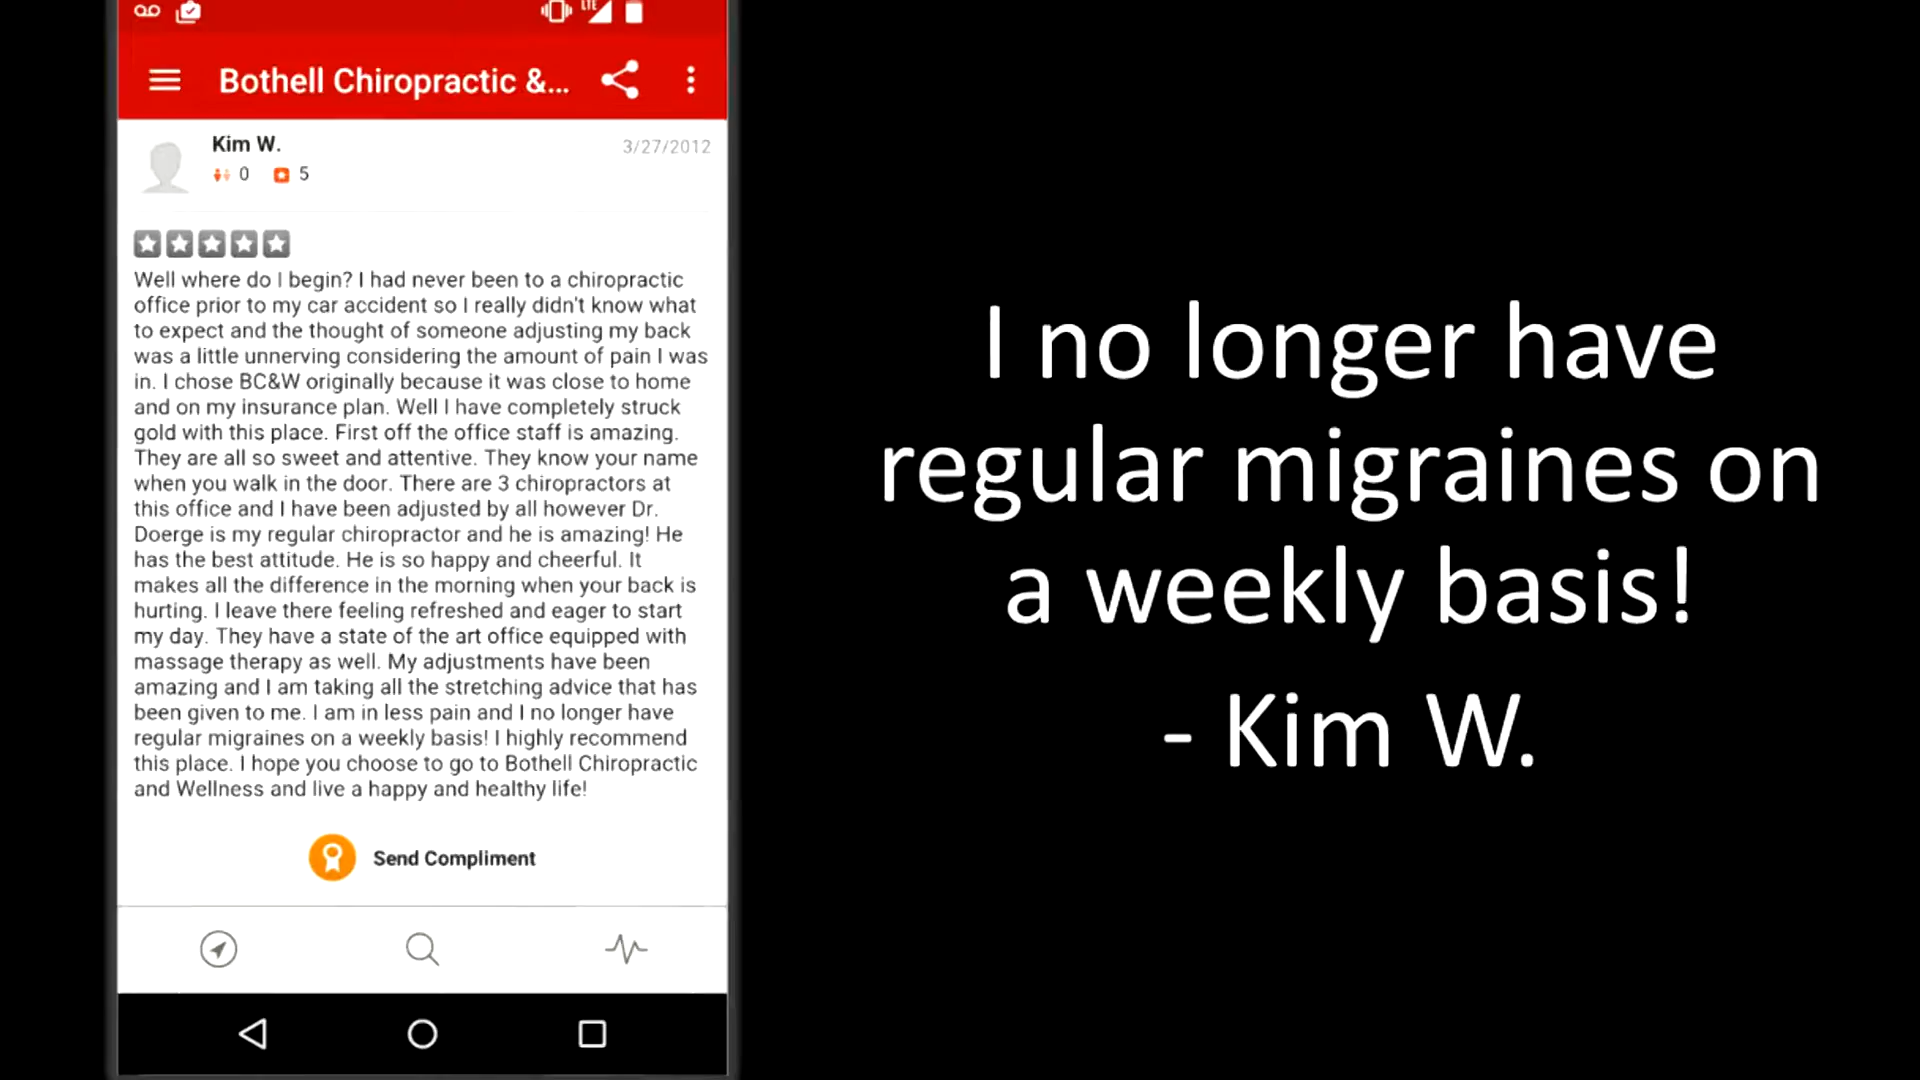 LTE
Bothell Chiropractic &...
Kim W.
3/27/2012
0 5
Well where do I begin? I had never been to a chiropractic
office prior to my car accident so I really didn't know what
to expect and the thought of someone adjusting my back
was a little unnerving considering the amount of pain I was
in. I chose BC&W originally because it was close to home
and on my insurance plan. Well I have completely struck
gold with this place. First off the office staff is amazing.
They are all so sweet and attentive. They know your name
when you walk in the door. There are 3 chiropractors at
this office and I have been adjusted by all however Dr.
Doerge is my regular chiropractor and he is amazing! He
has the best attitude. He is so happy and cheerful. It
makes all the difference in the morning when your back is
hurting. I leave there feeling refreshed and eager to start
my day. They have a state of the art office equipped with
massage therapy as well. My adjustments have been
amazing and I am taking all the stretching advice that has
been given to me. I am in less pain and I no longer have
regular migraines on a weekly basis! I highly recommend
this place. I hope you choose to go to Bothell Chiropractic
and Wellness and live a happy and healthy life!
Send Compliment
I no longer have
regular migraines on
a weekly basis!
- Kim W.